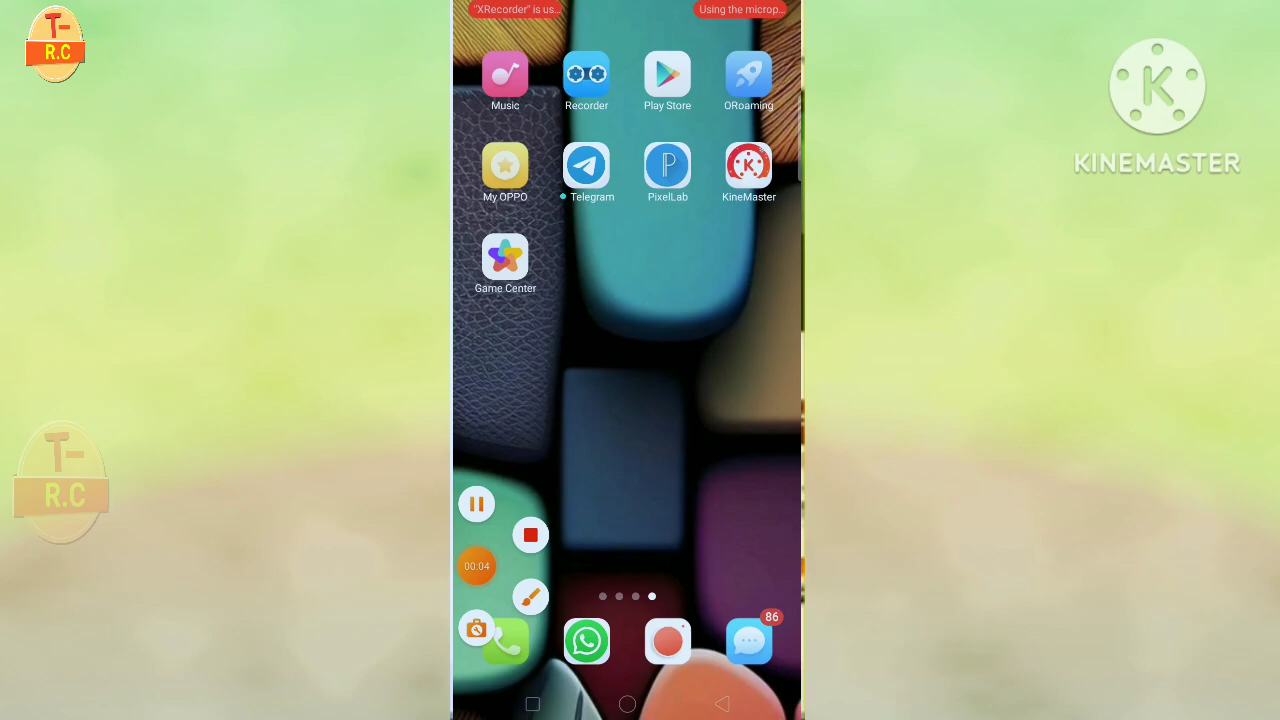 "XRecorder" is us...
Using the microp...
T-
R.C
KINEMASTER
Music
Recorder
Play Store
ORoaming
My OPPO
Telegram
PixelLab
KineMaster
Game Center
T-
R.C
00:04
86